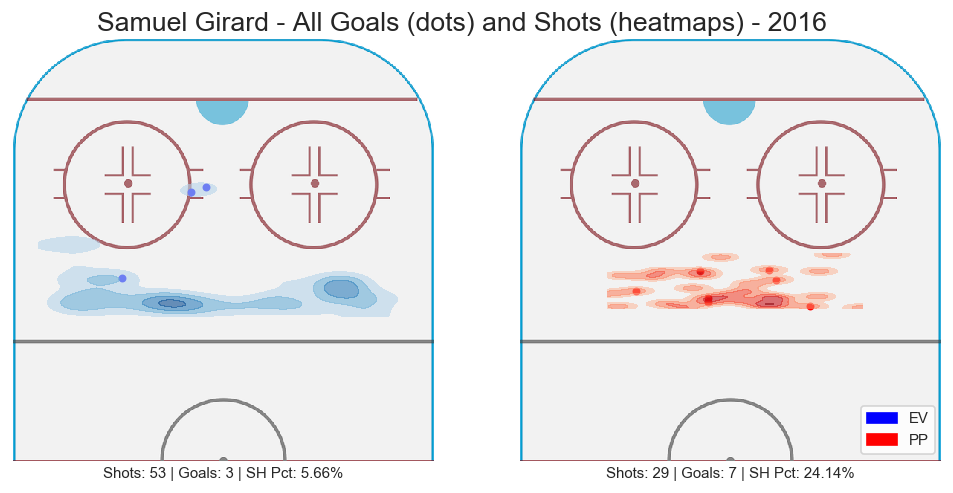 Samuel Girard - All Goals (dots) and Shots (heatmaps) - 2016
EV
PP
Shots: 53 | Goals: 3 | SH Pct: 5.66%
Shots: 29 | Goals: 7 | SH Pct: 24.14%